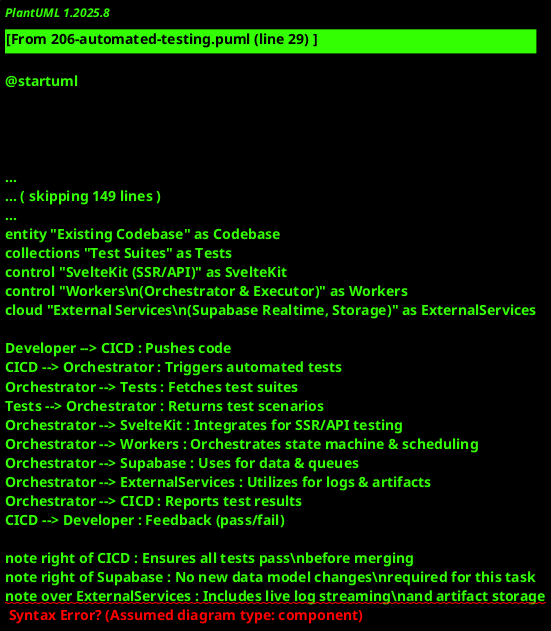 PlantUML 1.2025.8
[From 206-automated-testing.puml (line 29) ]
@startuml
...
... ( skipping 149 lines )
...
entity "Existing Codebase" as Codebase
collections "Test Suites" as Tests
control "SvelteKit (SSR/API)" as SvelteKit
control "Workers\n(Orchestrator & Executor)" as Workers
cloud "External Services\n(Supabase Realtime, Storage)" as ExternalServices
Developer --> CICD : Pushes code
CICD --> Orchestrator : Triggers automated tests
Orchestrator --> Tests : Fetches test suites
Tests --> Orchestrator : Returns test scenarios
Orchestrator --> SvelteKit : Integrates for SSR/API testing
Orchestrator --> Workers : Orchestrates state machine & scheduling
Orchestrator --> Supabase : Uses for data & queues
Orchestrator --> ExternalServices : Utilizes for logs & artifacts
Orchestrator --> CICD : Reports test results
CICD --> Developer : Feedback (pass/fail)
note right of CICD : Ensures all tests pass\nbefore merging
note right of Supabase : No new data model changes\nrequired for this task
note over ExternalServices : Includes live log streaming\nand artifact storage
Syntax Error? (Assumed diagram type: component)